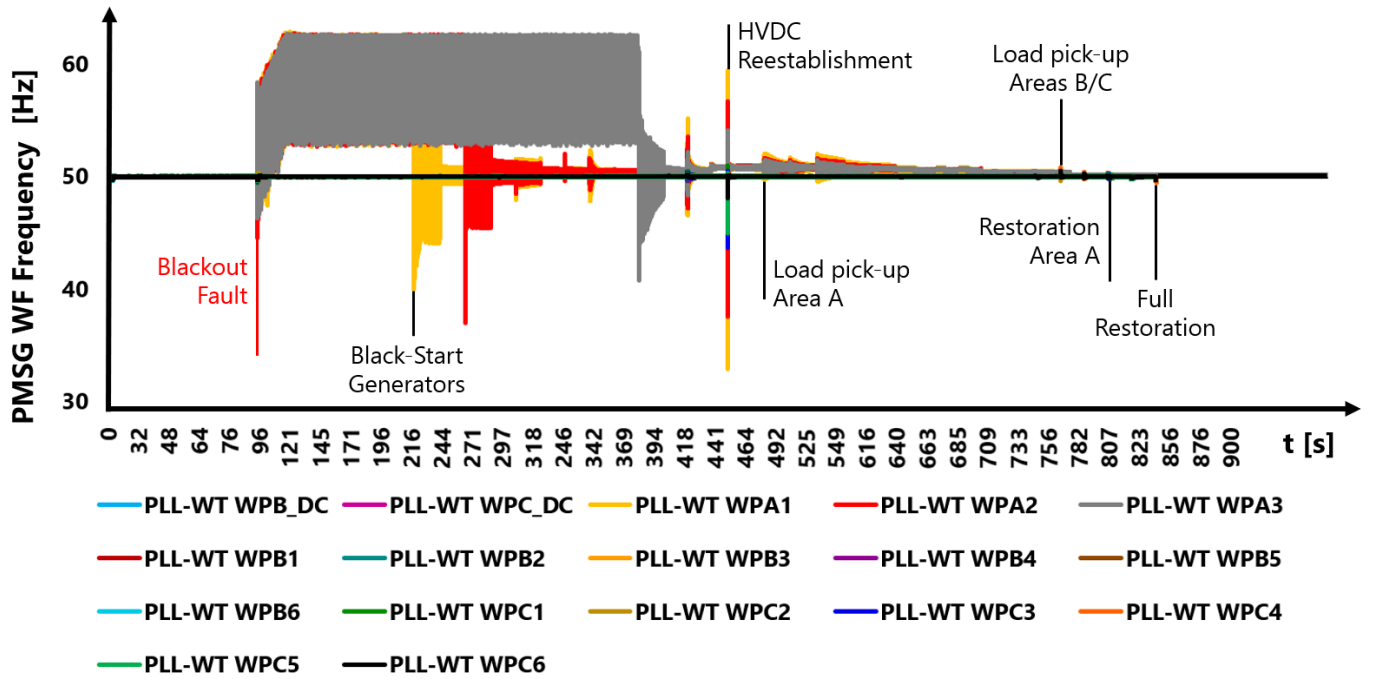 PMSG WF Frequency [Hz]
60
50
40
30
HVDC
Reestablishment
Load pick-up
Areas B/C
Blackout
Fault
Black-Start
Generators
Load pick-up
Area A
Restoration
Area A
Full
Restoration
0 32 48 64 76 96 121 145 171 196 216 244 271 297 318 246 342 369 394 418 441 464 492 525 549 616 640 663 685 709 733 756 782 807 823 856 876 900
t [s]
PLL-WT WPB_DC PLL-WT WPC_DC PLL-WT WPA1 PLL-WT WPA2 PLL-WT WPA3
PLL-WT WPB1 PLL-WT WPB2 PLL-WT WPB3 PLL-WT WPB4 PLL-WT WPB5
PLL-WT WPB6 PLL-WT WPC1 PLL-WT WPC2 PLL-WT WPC3 PLL-WT WPC4
PLL-WT WPC5 PLL-WT WPC6